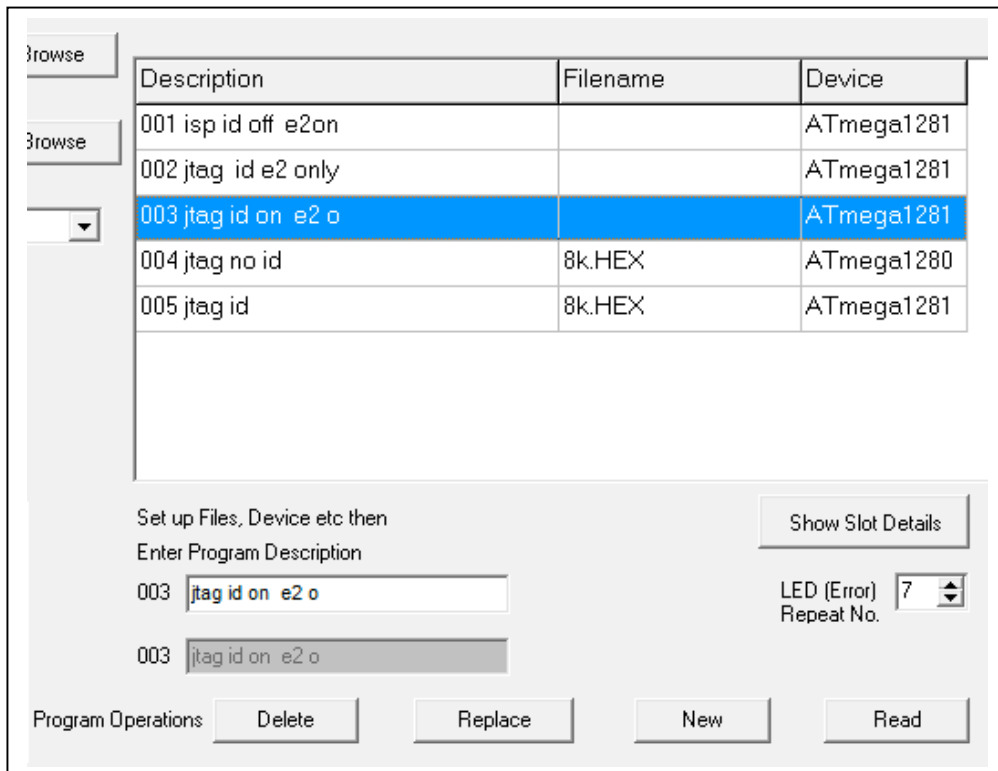 Browse
Description Filename Device
001 isp id off e2on ATmega1281
Browse
002 jtag id e2 only ATmega1281
003 jtag id on e2 o ATmega1281
004 jtag no id 8k.HEX ATmega1280
005 jtag id 8k.HEX ATmega1281
Set up Files, Device etc then
Show Slot Details
Enter Program Description
003 jtag id on e2 o
LED (Error) 7
Repeat No.
003 jtag id on e2 o
Program Operations Delete Replace New Read